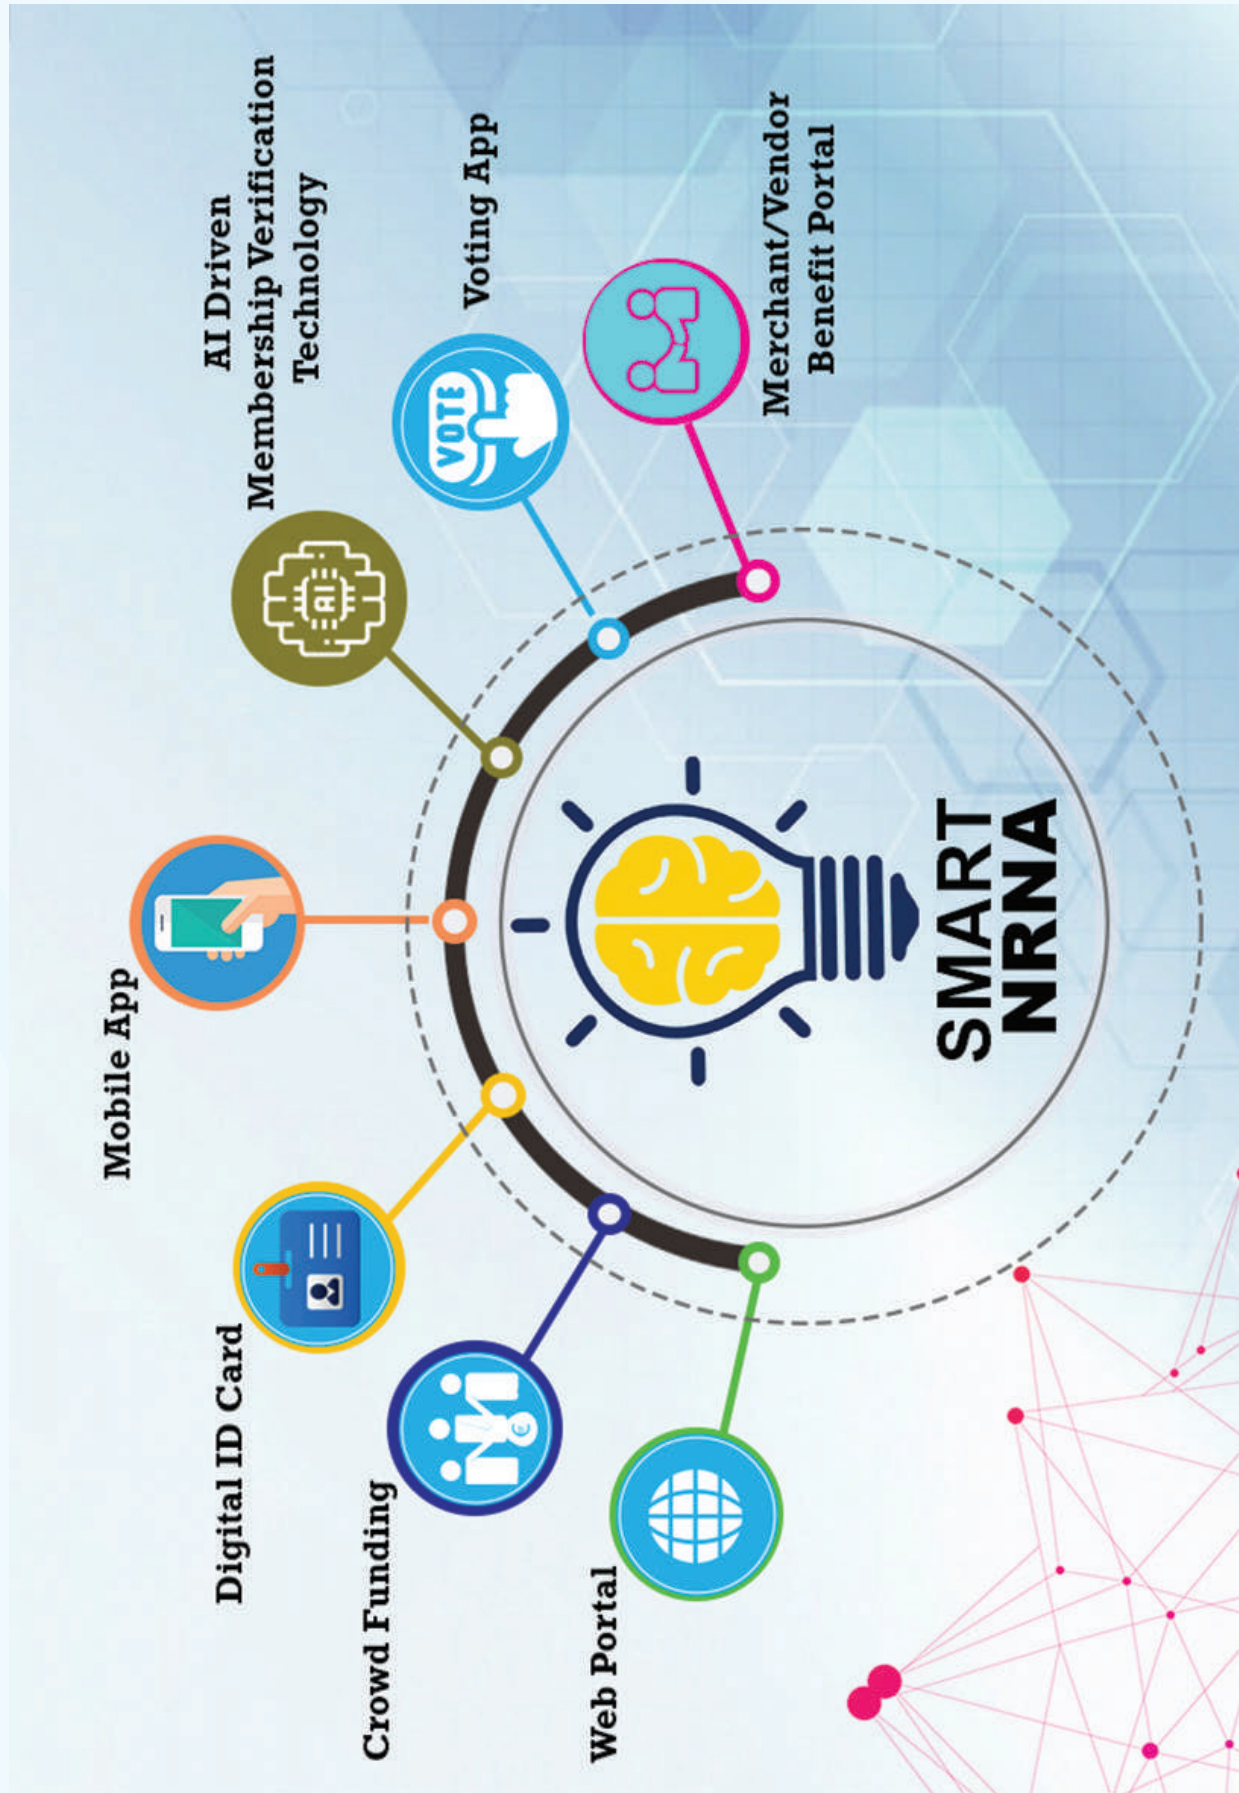 Web Portal
Crowd Funding
Digital ID Card
Mobile App
AI Driven
Membership Verification
Technology
AI
Voting App
VOTE
Merchant/Vendor
Benefit Portal
SMART
NRNA